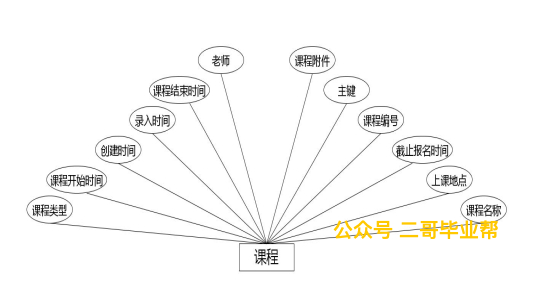 老师
课程附件
课程结束时间
主键
录入时间
课程编号
创建时间
截止报名时间
课程开始时间
上课地点
课程类型
课程名称
公众号 二哥毕业帮
课程